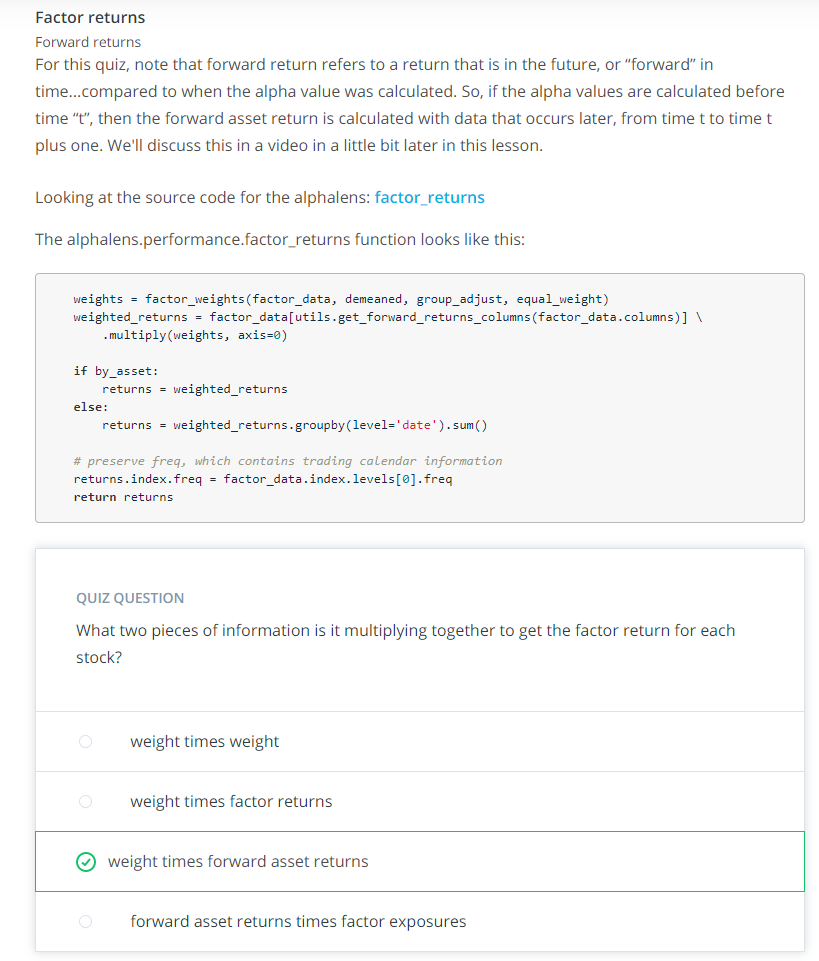 Factor returns
Forward returns
For this quiz, note that forward return refers to a return that is in the future, or “forward” in
time...compared to when the alpha value was calculated. So, if the alpha values are calculated before
time “t”, then the forward asset return is calculated with data that occurs later, from time t to time t
plus one. We'll discuss this in a video in a little bit later in this lesson.
Looking at the source code for the alphalens: factor_returns
The alphalens.performance.factor_returns function looks like this:
weights = factor_weights(factor_data, demeaned, group_adjust, equal_weight)
weighted_returns = factor_data[utils.get_forward_returns_columns(factor_data.columns)] \
    .multiply(weights, axis=0)
if by_asset:
    returns = weighted_returns
else:
    returns = weighted_returns.groupby(level='date').sum()
# preserve freq, which contains trading calendar information
returns.index.freq = factor_data.index.levels[0].freq
return returns
QUIZ QUESTION
What two pieces of information is it multiplying together to get the factor return for each
stock?
weight times weight
weight times factor returns
weight times forward asset returns
forward asset returns times factor exposures